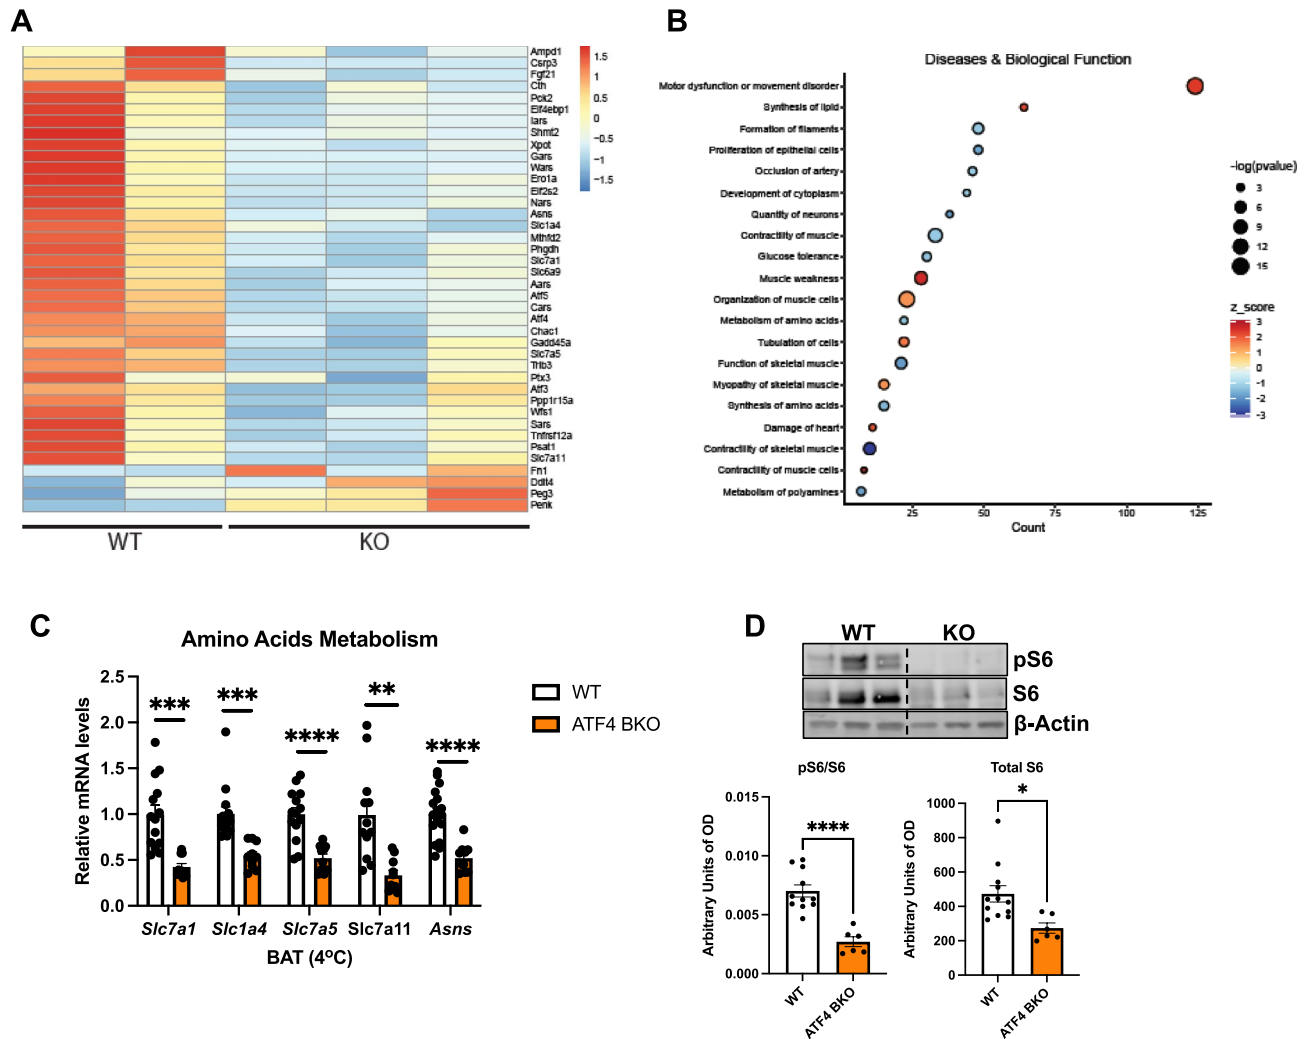 A
Ampd1
Csrp3
Fgf21
Cth
Pck2
Eif4ebp1
Iars
Shmt2
Xpot
Gars
Wars
Ero1a
Eif2s2
Nars
Asns
Slc1a4
Mthfd2
Phgdh
Slc7a1
Slc6a9
Aars
Atf5
Cars
Atf4
Chac1
Gadd45a
Slc7a5
Trib3
Ptx3
Atf3
Ppp1r15a
Wfs1
Sars
Tnfrsf12a
Psat1
Slc7a11
Fn1
Ddit4
Peg3
Penk
1.5
1
0.5
0
−0.5
−1
−1.5
WT KO
B
Diseases & Biological Function
Motor dysfunction or movement disorder
Synthesis of lipid
Formation of filaments
Proliferation of epithelial cells
Occlusion of artery
Development of cytoplasm
Quantity of neurons
Contractility of muscle
Glucose tolerance
Muscle weakness
Organization of muscle cells
Metabolism of amino acids
Tubulation of cells
Function of skeletal muscle
Myopathy of skeletal muscle
Synthesis of amino acids
Damage of heart
Contractility of skeletal muscle
Contractility of muscle cells
Metabolism of polyamines
25 50 75 100 125
Count
-log(pvalue)
3
6
9
12
15
z_score
3
2
1
0
-1
-2
-3
C
Amino Acids Metabolism
Relative mRNA levels
2.5
2.0
1.5
1.0
0.5
0.0
*** *** **** ** ****
Slc7a1 Slc1a4 Slc7a5 Slc7a11 Asns
BAT (4ºC)
WT
ATF4 BKO
D
WT KO
pS6
S6
β-Actin
pS6/S6
Arbitrary Units of OD
0.015
0.010
0.005
0.000
****
WT
ATF4 BKO
Total S6
Arbitrary Units of OD
1000
800
600
400
200
0
*
WT
ATF4 BKO